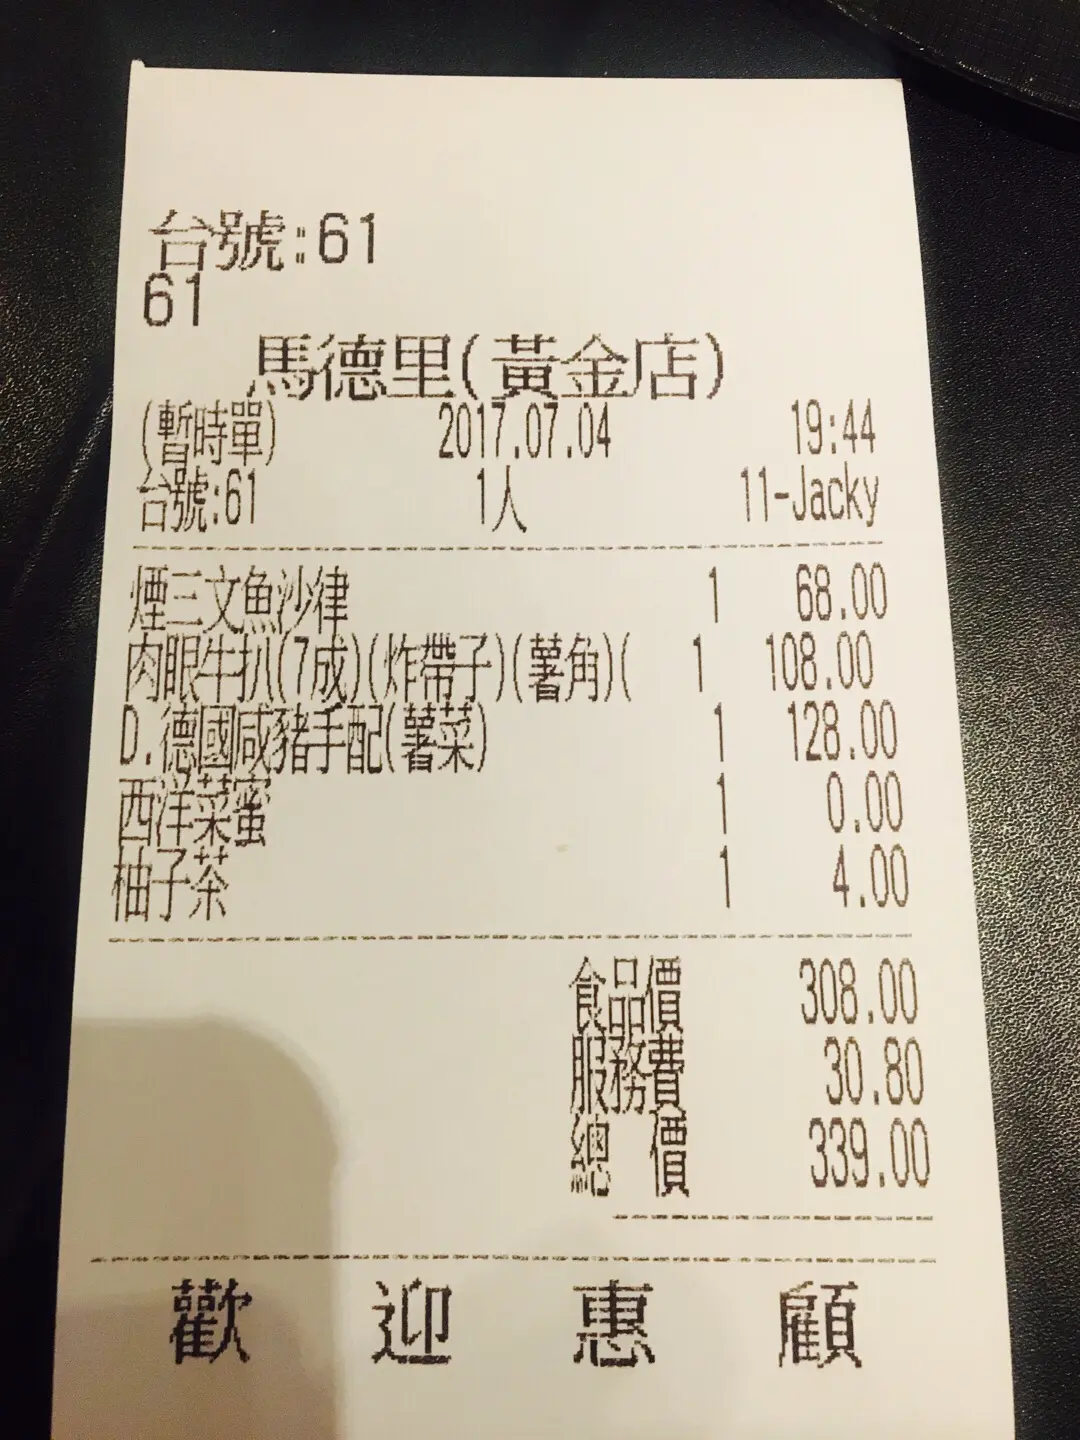 台號:61
61
馬德里(黃金店)
(暫時單) 2017.07.04 19:44
台號:61 1人 11-Jacky
煙三文魚沙律 1 68.00
肉眼牛扒(7成)(炸帶子)(薯角)( 1 108.00
D.德國咸豬手配(薯菜) 1 128.00
西洋菜蜜 1 0.00
柚子茶 1 4.00
食品價 308.00
服務費 30.80
總 價 339.00
歡 迎 惠 顧